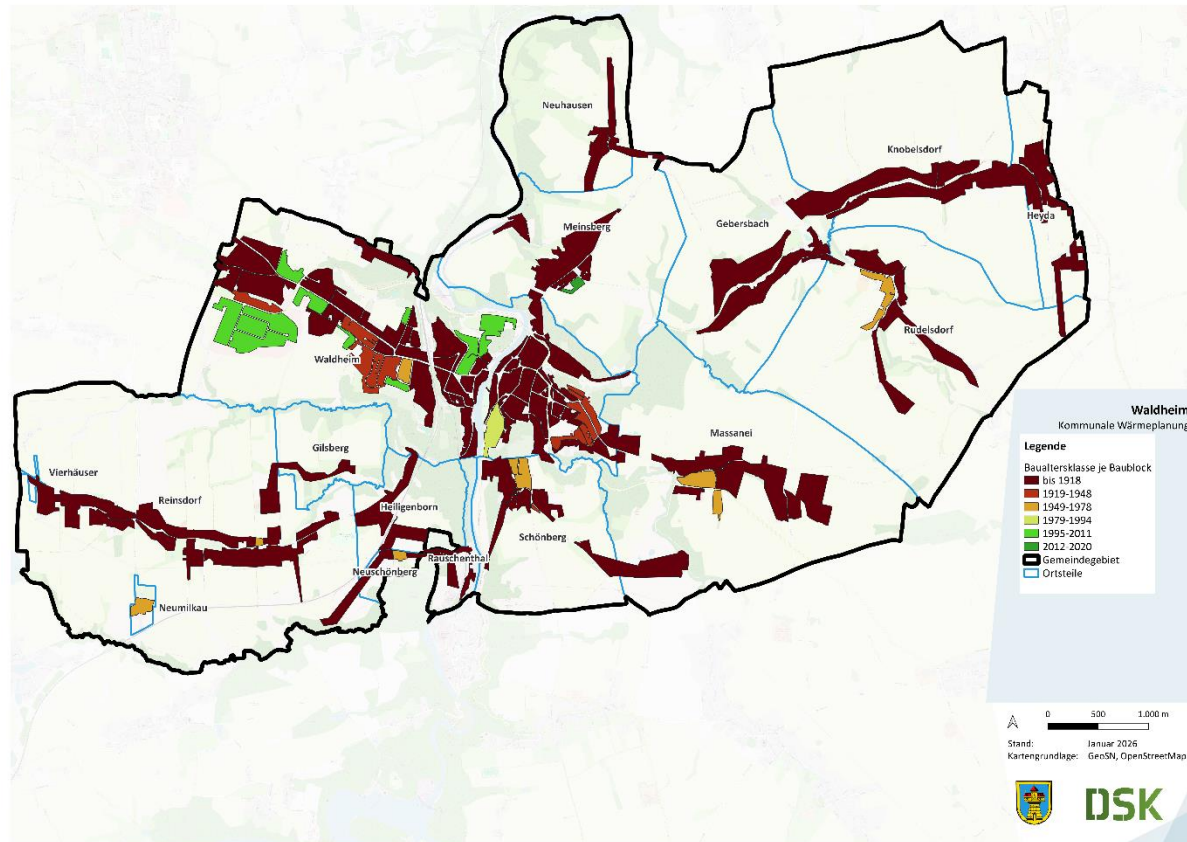 Neuhausen
Knobelsdorf
Meinsberg
Gebersbach
Heyda
Rudelsdorf
Waldheim
Massanei
Gilsberg
Vierhäuser
Reinsdorf
Heiligenborn
Schönberg
Rauschenthal
Neuschönberg
Neumilkau
Waldheim
Kommunale Wärmeplanung
Legende
Baualtersklasse je Baublock
bis 1918
1919-1948
1949-1978
1979-1994
1995-2011
2012-2020
Gemeindegebiet
Ortsteile
0 500 1.000 m
Stand: Januar 2026
Kartengrundlage: GeoSN, OpenStreetMap
DSK